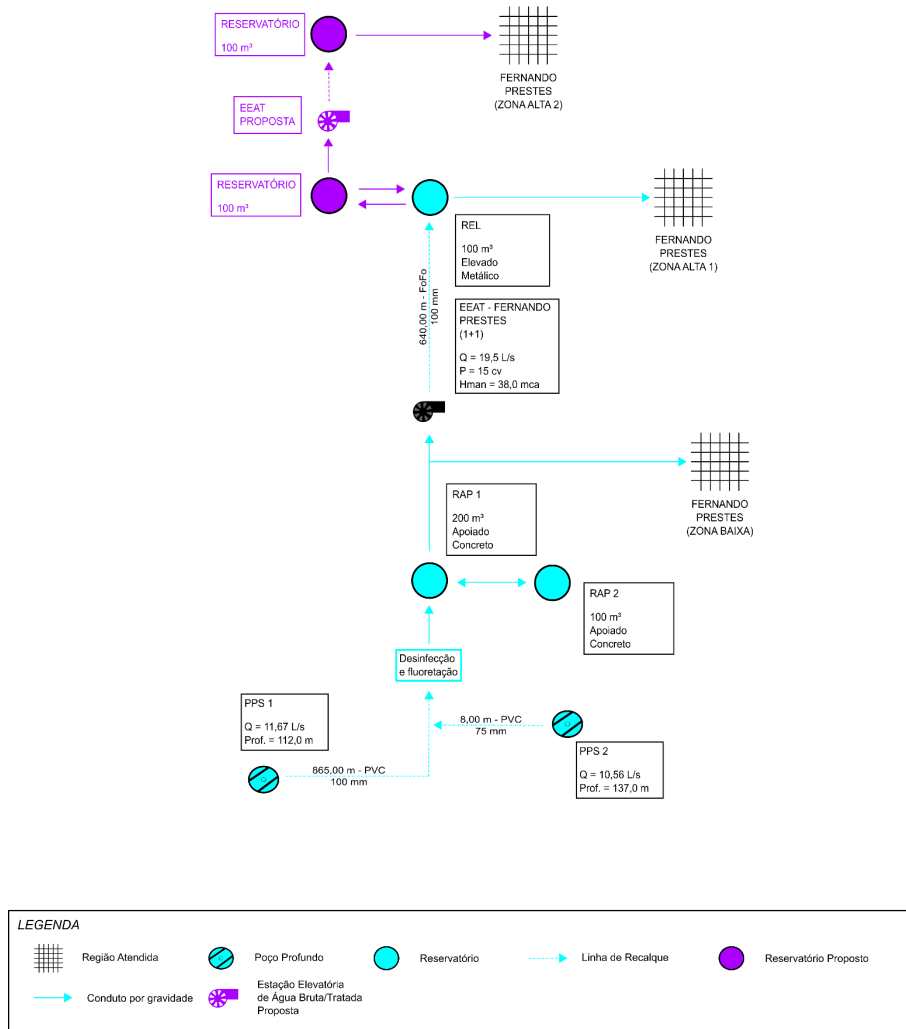 RESERVATÓRIO
100 m³
FERNANDO
PRESTES
(ZONA ALTA 2)
EEAT
PROPOSTA
RESERVATÓRIO
100 m³
REL
100 m³
Elevado
Metálico
FERNANDO
PRESTES
(ZONA ALTA 1)
640,00 m - FoFo
100 mm
EEAT - FERNANDO
PRESTES
(1+1)
Q = 19,5 L/s
P = 15 cv
Hman = 38,0 mca
RAP 1
200 m³
Apoiado
Concreto
FERNANDO
PRESTES
(ZONA BAIXA)
RAP 2
100 m³
Apoiado
Concreto
Desinfecção
e fluoretação
PPS 1
Q = 11,67 L/s
Prof. = 112,0 m
8,00 m - PVC
75 mm
PPS 2
Q = 10,56 L/s
Prof. = 137,0 m
865,00 m - PVC
100 mm
LEGENDA
Região Atendida
Poço Profundo
Reservatório
Linha de Recalque
Reservatório Proposto
Conduto por gravidade
Estação Elevatória
de Água Bruta/Tratada
Proposta